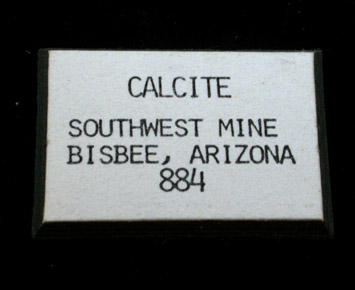 CALCITE
SOUTHWEST MINE
BISBEE, ARIZONA
884